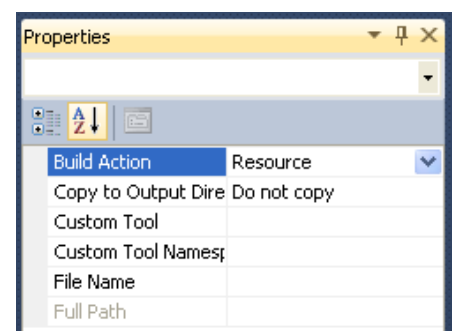 Properties
Build Action Resource
Copy to Output Dire Do not copy
Custom Tool
Custom Tool Namesp
File Name
Full Path